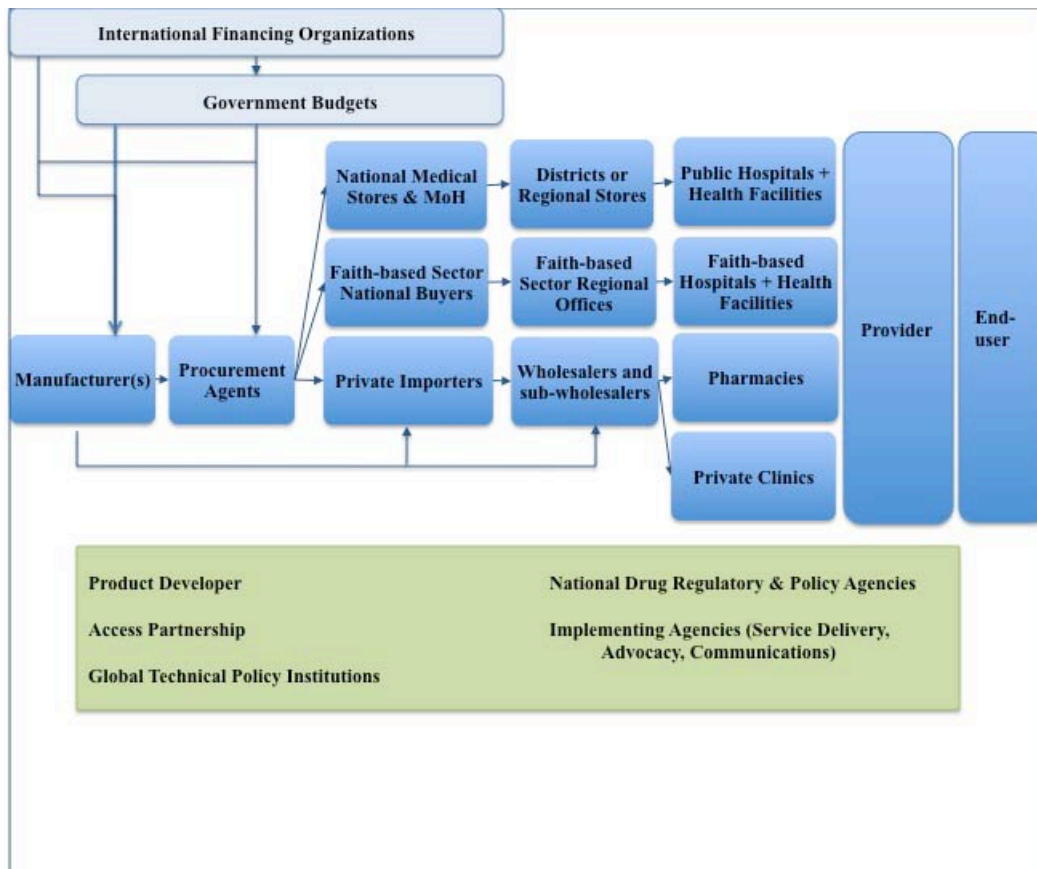 International Financing Organizations
Government Budgets
National Medical
Stores & MoH
Districts or
Regional Stores
Public Hospitals +
Health Facilities
Faith-based Sector
National Buyers
Faith-based
Sector Regional
Offices
Faith-based
Hospitals + Health
Facilities
Manufacturer(s)
Procurement
Agents
Private Importers
Wholesalers and
sub-wholesalers
Pharmacies
Private Clinics
Provider
End-
user
Product Developer
Access Partnership
Global Technical Policy Institutions
National Drug Regulatory & Policy Agencies
Implementing Agencies (Service Delivery,
Advocacy, Communications)